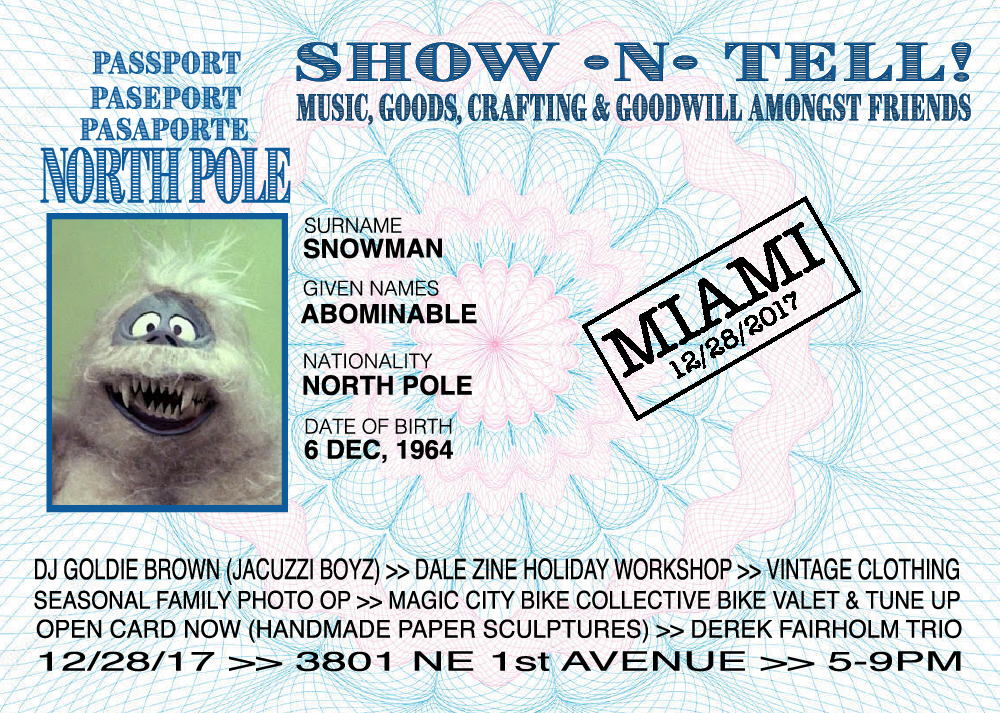 PASSPORT
PASEPORT
PASAPORTE
NORTH POLE
SHOW -N- TELL!
MUSIC, GOODS, CRAFTING & GOODWILL AMONGST FRIENDS
SURNAME
SNOWMAN
GIVEN NAMES
ABOMINABLE
NATIONALITY
NORTH POLE
DATE OF BIRTH
6 DEC, 1964
MIAMI
12/28/2017
DJ GOLDIE BROWN (JACUZZI BOYZ) >> DALE ZINE HOLIDAY WORKSHOP >> VINTAGE CLOTHING
SEASONAL FAMILY PHOTO OP >> MAGIC CITY BIKE COLLECTIVE BIKE VALET & TUNE UP
OPEN CARD NOW (HANDMADE PAPER SCULPTURES) >> DEREK FAIRHOLM TRIO
12/28/17 >> 3801 NE 1st AVENUE >> 5-9PM